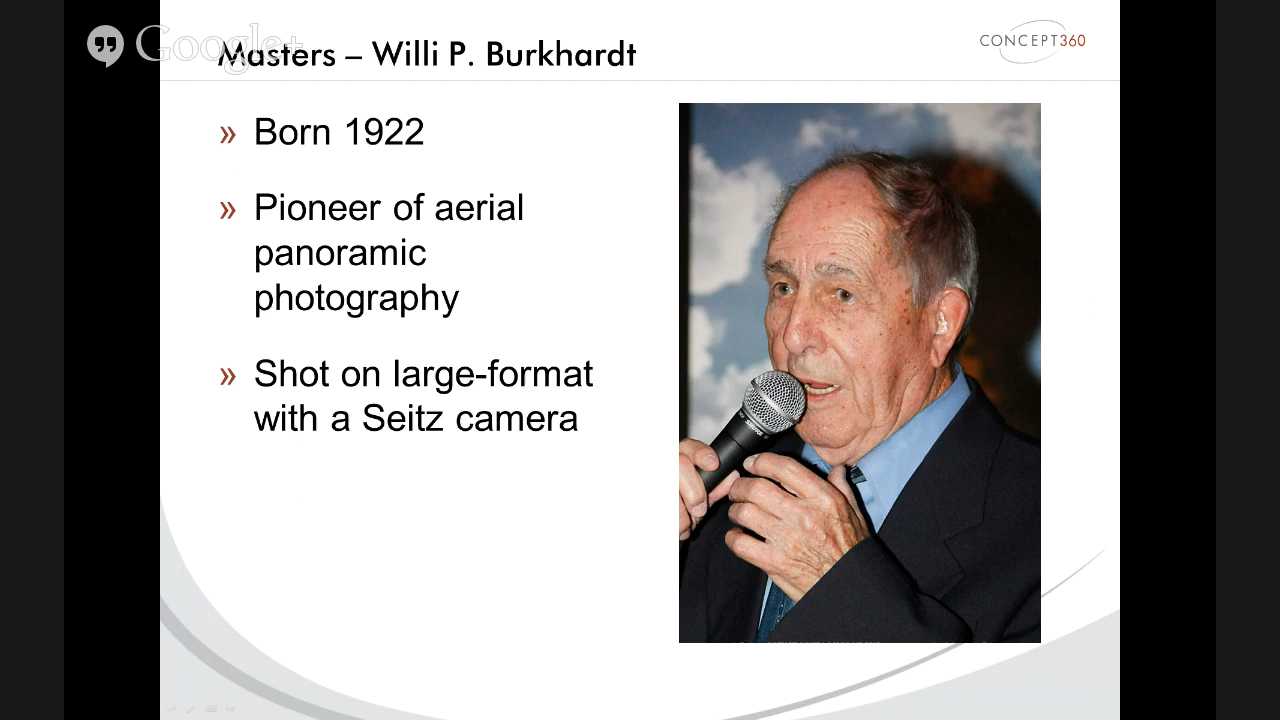 Google+
Masters – Willi P. Burkhardt
CONCEPT360
» Born 1922
» Pioneer of aerial
panoramic
photography
» Shot on large-format
with a Seitz camera